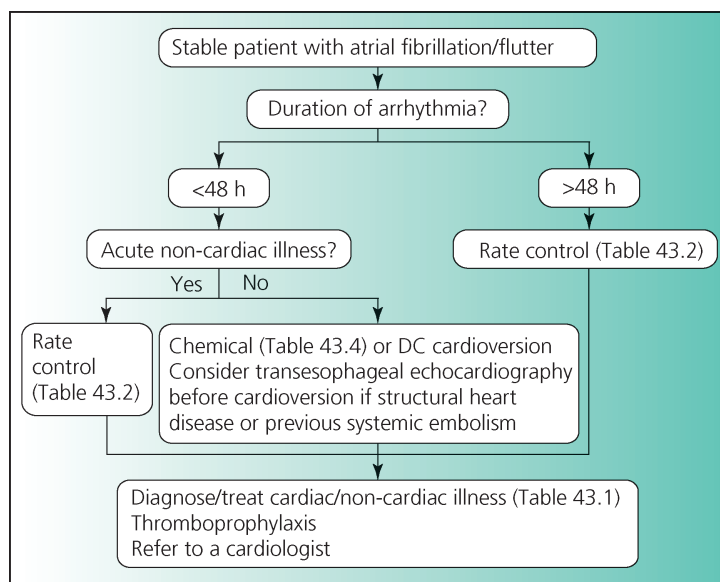 Stable patient with atrial fibrillation/flutter
Duration of arrhythmia?
<48 h
>48 h
Acute non-cardiac illness?
Rate control (Table 43.2)
Yes
No
Rate
control
(Table 43.2)
Chemical (Table 43.4) or DC cardioversion
Consider transesophageal echocardiography
before cardioversion if structural heart
disease or previous systemic embolism
Diagnose/treat cardiac/non-cardiac illness (Table 43.1)
Thromboprophylaxis
Refer to a cardiologist